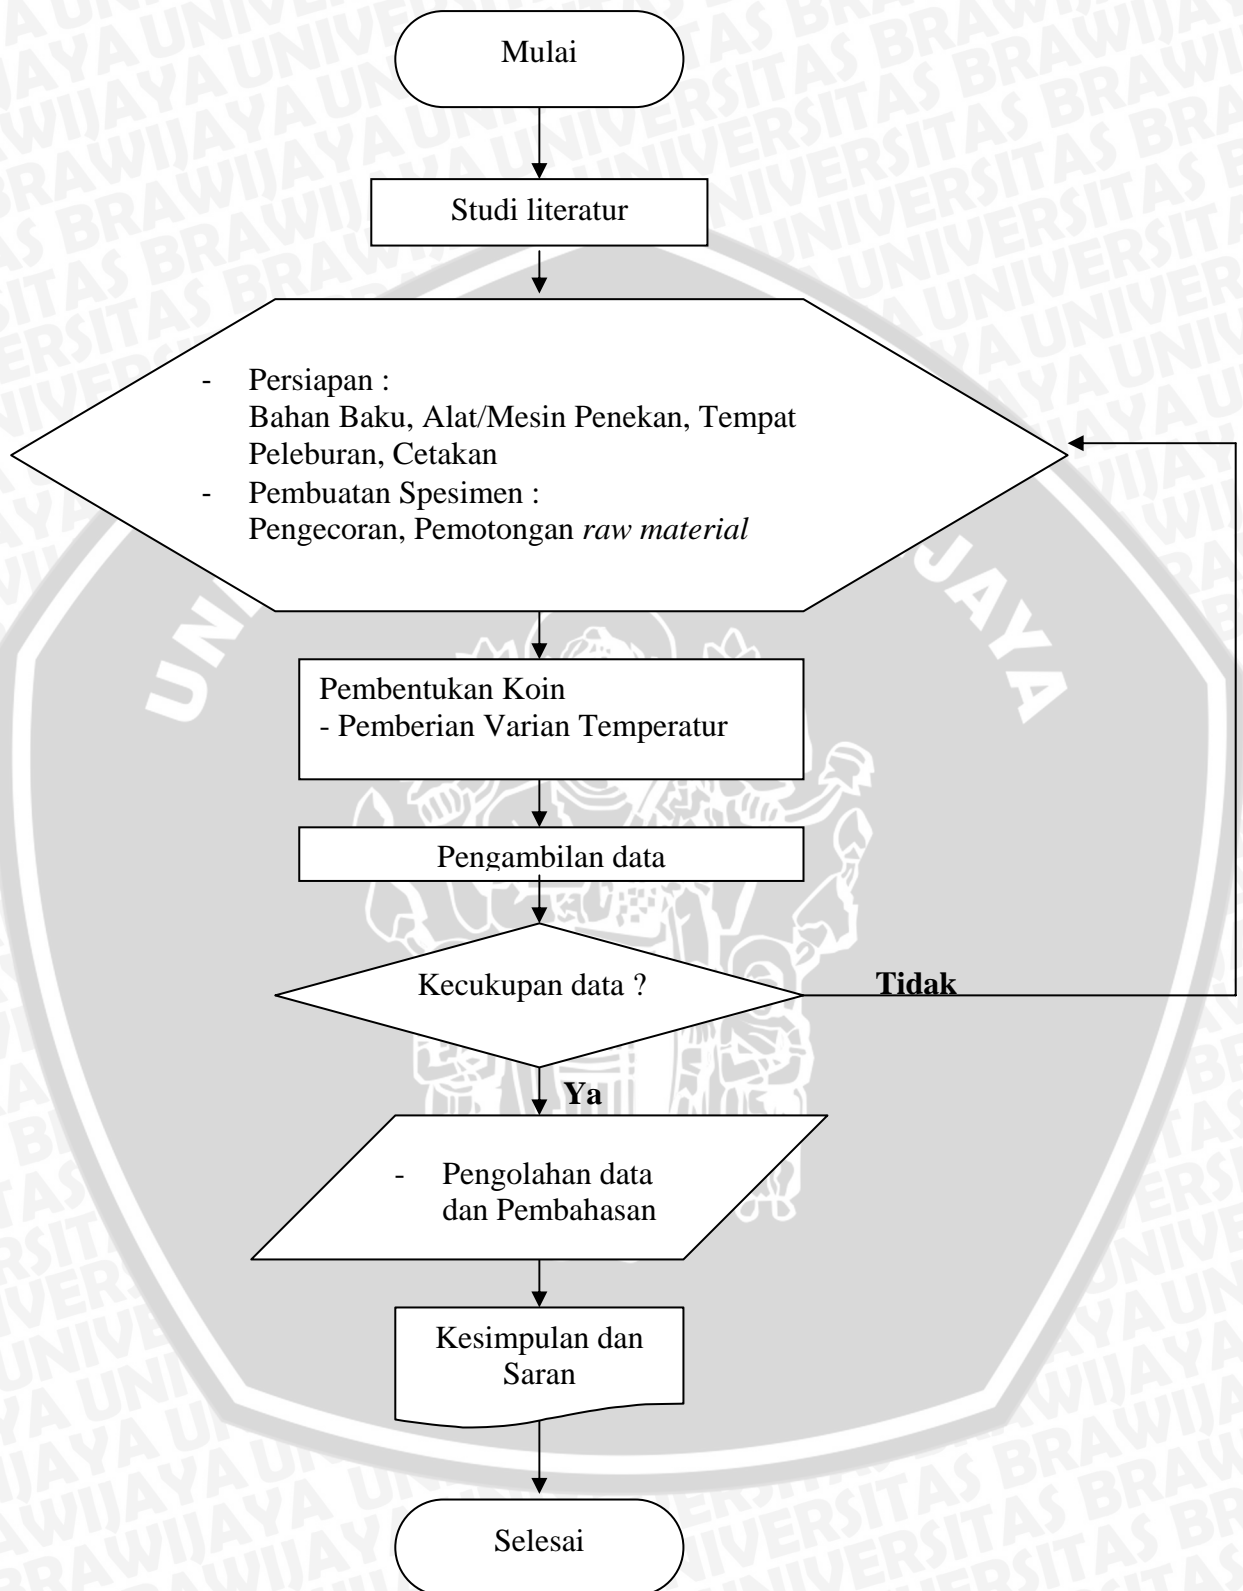 Mulai
Studi literatur
- Persiapan :
Bahan Baku, Alat/Mesin Penekan, Tempat
Peleburan, Cetakan
- Pembuatan Spesimen :
Pengecoran, Pemotongan raw material
Pembentukan Koin
- Pemberian Varian Temperatur
Pengambilan data
Kecukupan data ?
Tidak
Ya
- Pengolahan data
dan Pembahasan
Kesimpulan dan
Saran
Selesai